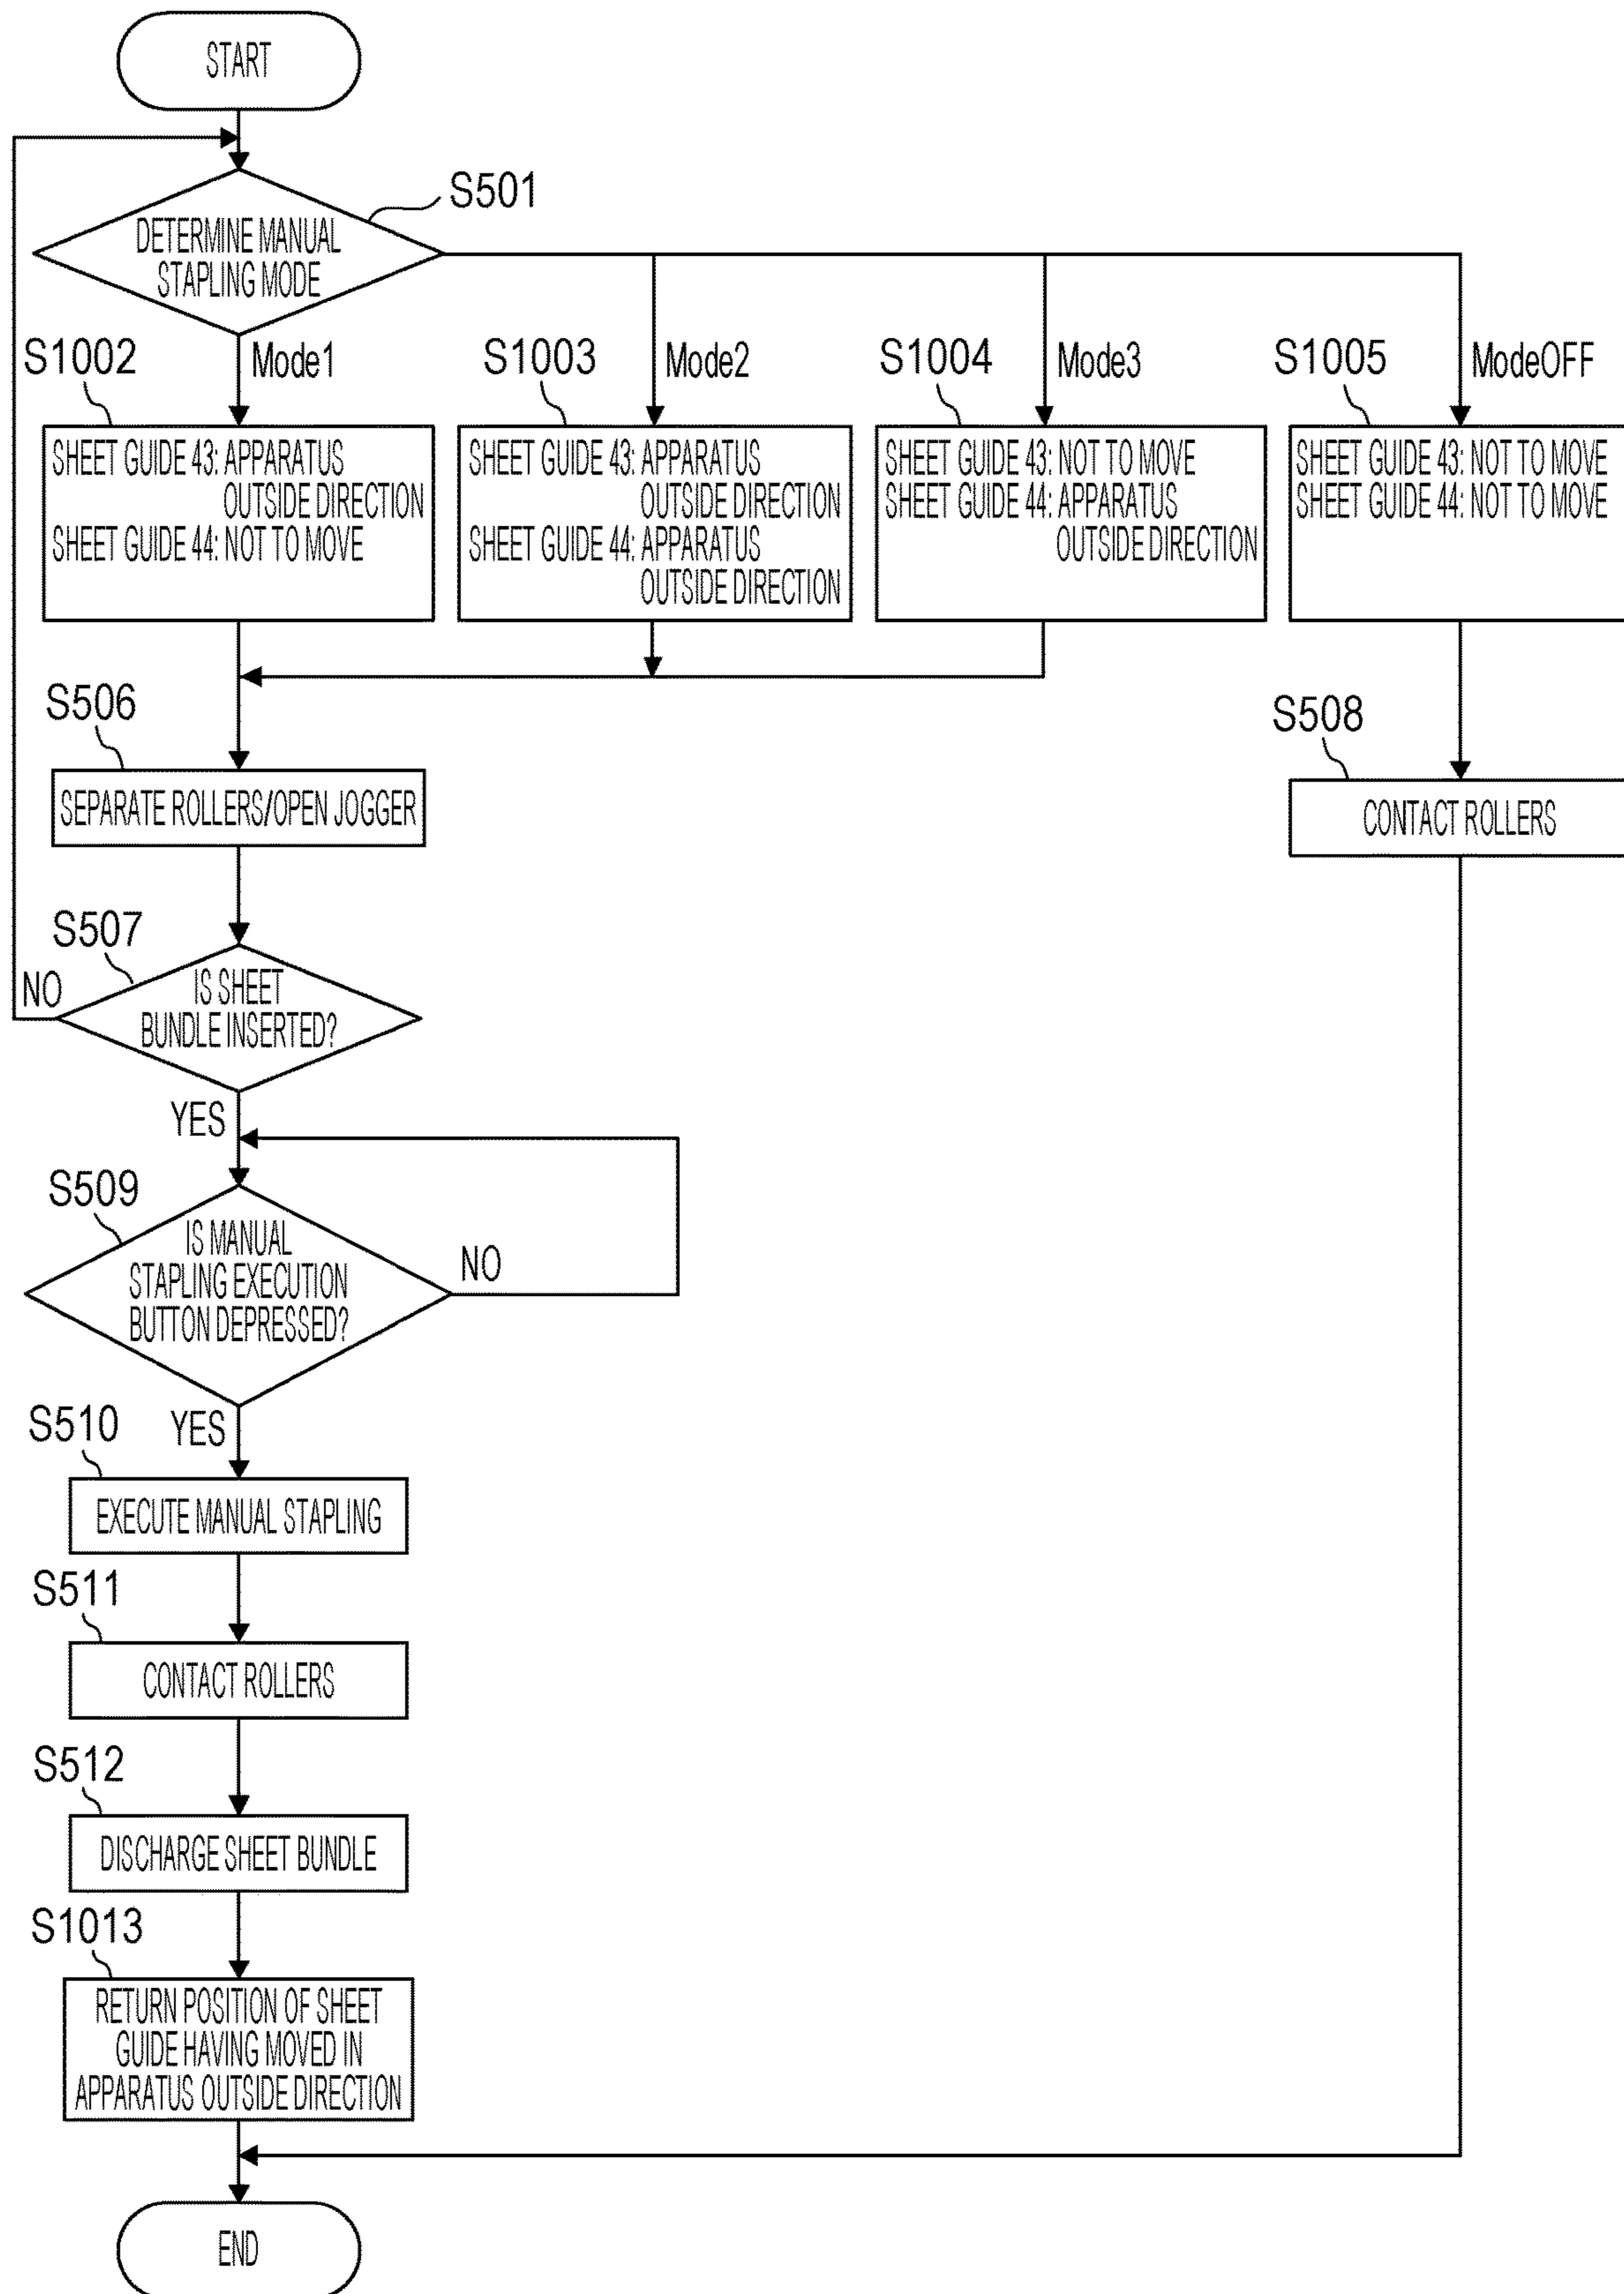 START
S501
DETERMINE MANUAL
STAPLING MODE
S1002
Mode1
S1003
Mode2
S1004
Mode3
S1005
ModeOFF
SHEET GUIDE 43: APPARATUS
OUTSIDE DIRECTION
SHEET GUIDE 44: NOT TO MOVE
SHEET GUIDE 43: APPARATUS
OUTSIDE DIRECTION
SHEET GUIDE 44: APPARATUS
OUTSIDE DIRECTION
SHEET GUIDE 43: NOT TO MOVE
SHEET GUIDE 44: APPARATUS
OUTSIDE DIRECTION
SHEET GUIDE 43: NOT TO MOVE
SHEET GUIDE 44: NOT TO MOVE
S506
SEPARATE ROLLERS/OPEN JOGGER
S508
CONTACT ROLLERS
S507
NO
IS SHEET
BUNDLE INSERTED?
YES
S509
IS MANUAL
STAPLING EXECUTION
BUTTON DEPRESSED?
NO
YES
S510
EXECUTE MANUAL STAPLING
S511
CONTACT ROLLERS
S512
DISCHARGE SHEET BUNDLE
S1013
RETURN POSITION OF SHEET
GUIDE HAVING MOVED IN
APPARATUS OUTSIDE DIRECTION
END